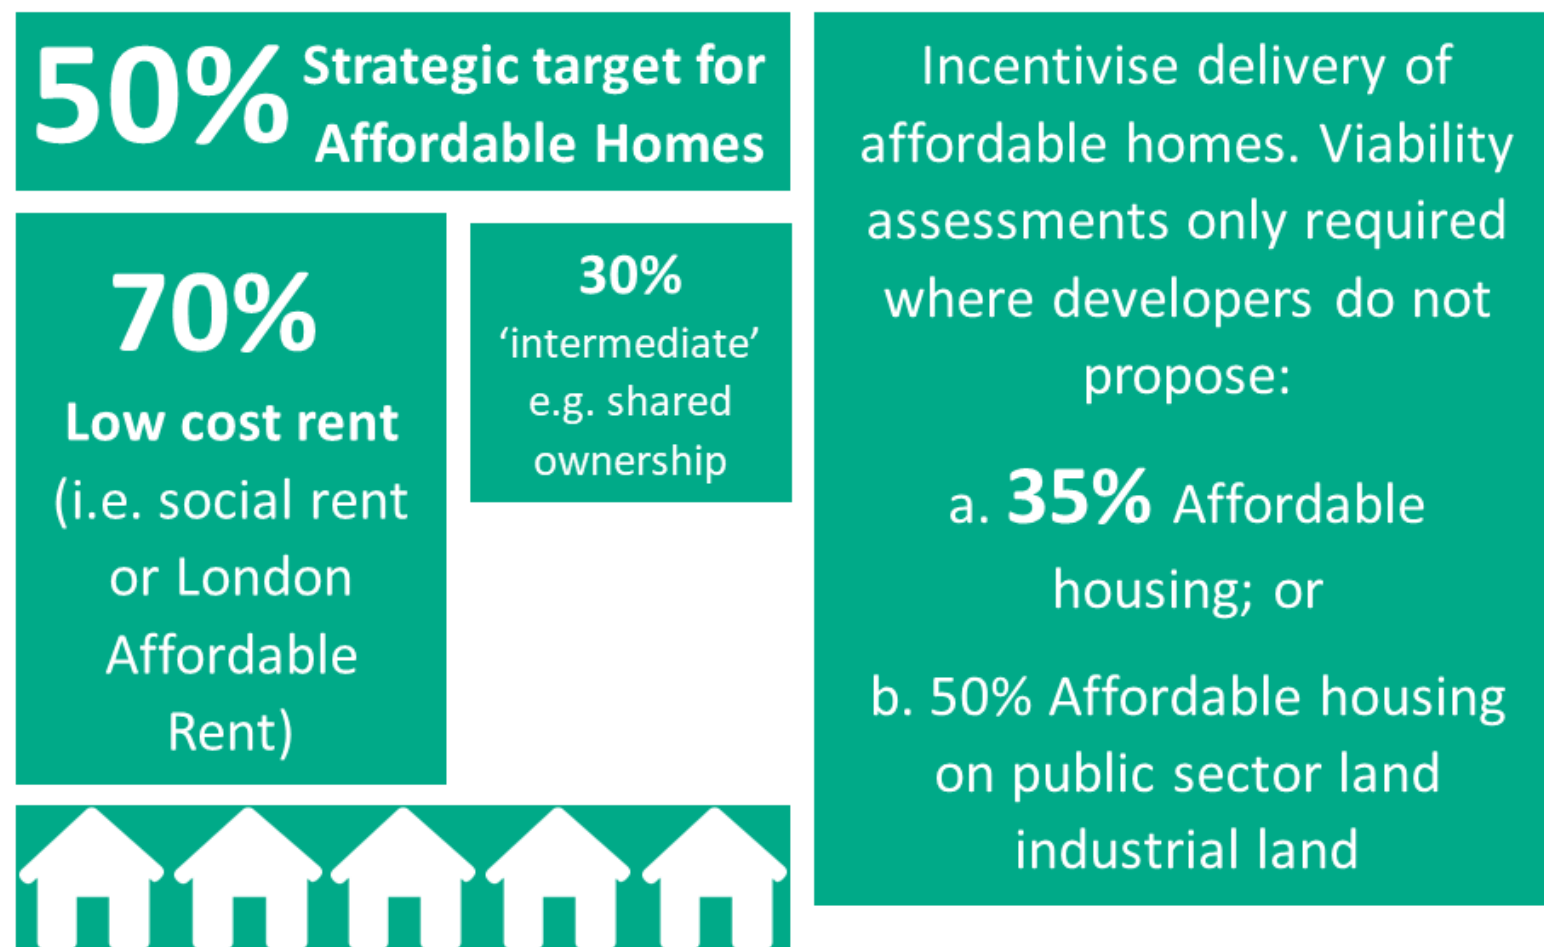 50% Strategic target for
Affordable Homes
70%
Low cost rent
(i.e. social rent
or London
Affordable
Rent)
30%
‘intermediate’
e.g. shared
ownership
Incentivise delivery of
affordable homes. Viability
assessments only required
where developers do not
propose:
a. 35% Affordable
housing; or
b. 50% Affordable housing
on public sector land
industrial land